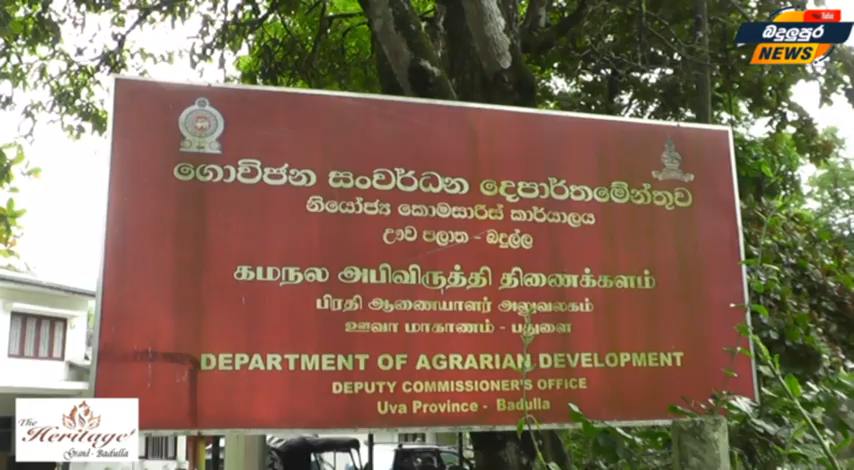 බදුලුපුර
NEWS
ගොවිජන සංවර්ධන දෙපාර්තමේන්තුව
නියෝජ්‍ය කොමසාරිස් කාර්යාලය
ඌව පලාත - බදුල්ල
கமநல அபிவிருத்தி திணைக்களம்
பிரதி ஆணையாளர் அலுவலகம்
ஊவா மாகாணம் - பதுளை
DEPARTMENT OF AGRARIAN DEVELOPMENT
DEPUTY COMMISSIONER'S OFFICE
Uva Province - Badulla
The Heritage
Grand - Badulla